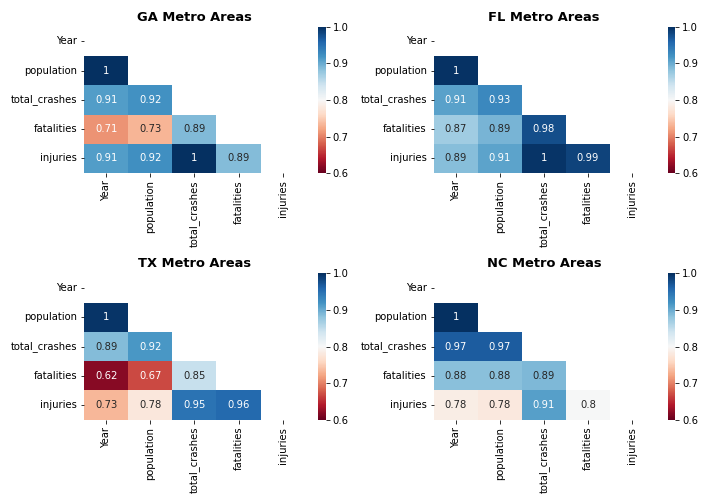 GA Metro Areas
Year
population 1
total_crashes 0.91 0.92
fatalities 0.71 0.73 0.89
injuries 0.91 0.92 1 0.89
Year population total_crashes fatalities injuries
1.0
0.9
0.8
0.7
0.6
FL Metro Areas
Year
population 1
total_crashes 0.91 0.93
fatalities 0.87 0.89 0.98
injuries 0.89 0.91 1 0.99
Year population total_crashes fatalities injuries
1.0
0.9
0.8
0.7
0.6
TX Metro Areas
Year
population 1
total_crashes 0.89 0.92
fatalities 0.62 0.67 0.85
injuries 0.73 0.78 0.95 0.96
Year population total_crashes fatalities injuries
1.0
0.9
0.8
0.7
0.6
NC Metro Areas
Year
population 1
total_crashes 0.97 0.97
fatalities 0.88 0.88 0.89
injuries 0.78 0.78 0.91 0.8
Year population total_crashes fatalities injuries
1.0
0.9
0.8
0.7
0.6